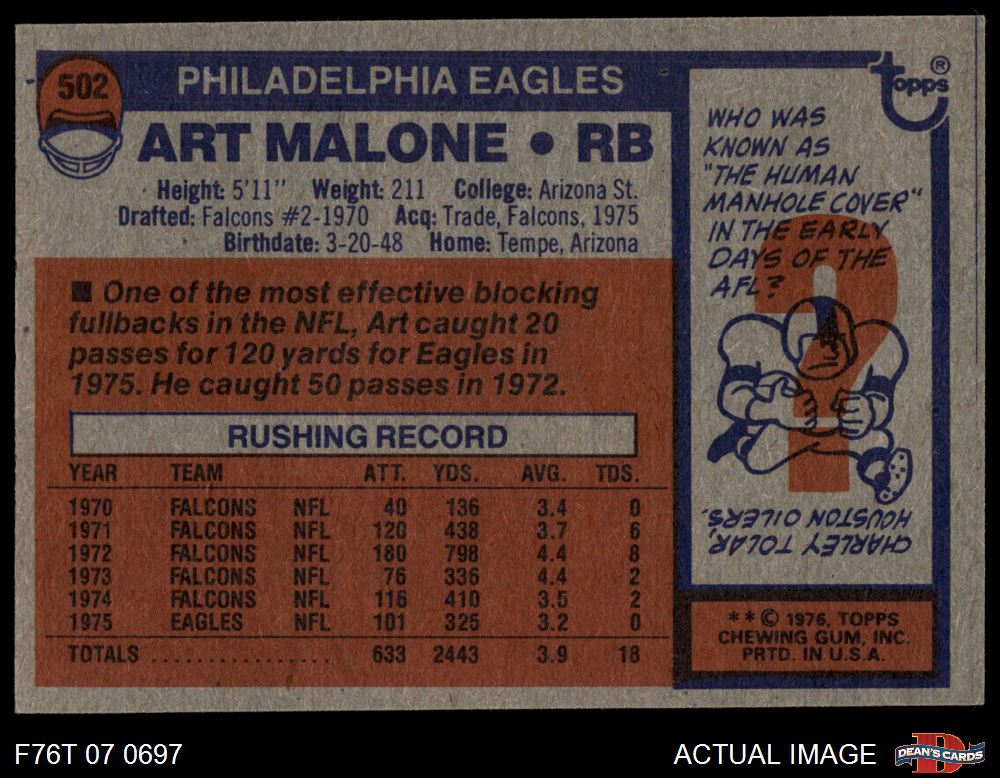 502
PHILADELPHIA EAGLES
ART MALONE • RB
Height: 5'11" Weight: 211 College: Arizona St.
Drafted: Falcons #2-1970 Acq: Trade, Falcons, 1975
Birthdate: 3-20-48 Home: Tempe, Arizona
■ One of the most effective blocking
fullbacks in the NFL, Art caught 20
passes for 120 yards for Eagles in
1975. He caught 50 passes in 1972.
RUSHING RECORD
YEAR TEAM ATT. YDS. AVG. TDS.
1970 FALCONS NFL 40 136 3.4 0
1971 FALCONS NFL 120 438 3.7 6
1972 FALCONS NFL 180 798 4.4 8
1973 FALCONS NFL 76 336 4.4 2
1974 FALCONS NFL 116 410 3.5 2
1975 EAGLES NFL 101 325 3.2 0
TOTALS ................. 633 2443 3.9 18
topps®
WHO WAS
KNOWN AS
"THE HUMAN
MANHOLE COVER"
IN THE EARLY
DAYS OF THE
AFL?
?
CHARLEY TOLAR,
HOUSTON OILERS.
**© 1976, TOPPS
CHEWING GUM, INC.
PRTD. IN U.S.A.
F76T 07 0697
ACTUAL IMAGE
DEAN'S CARDS